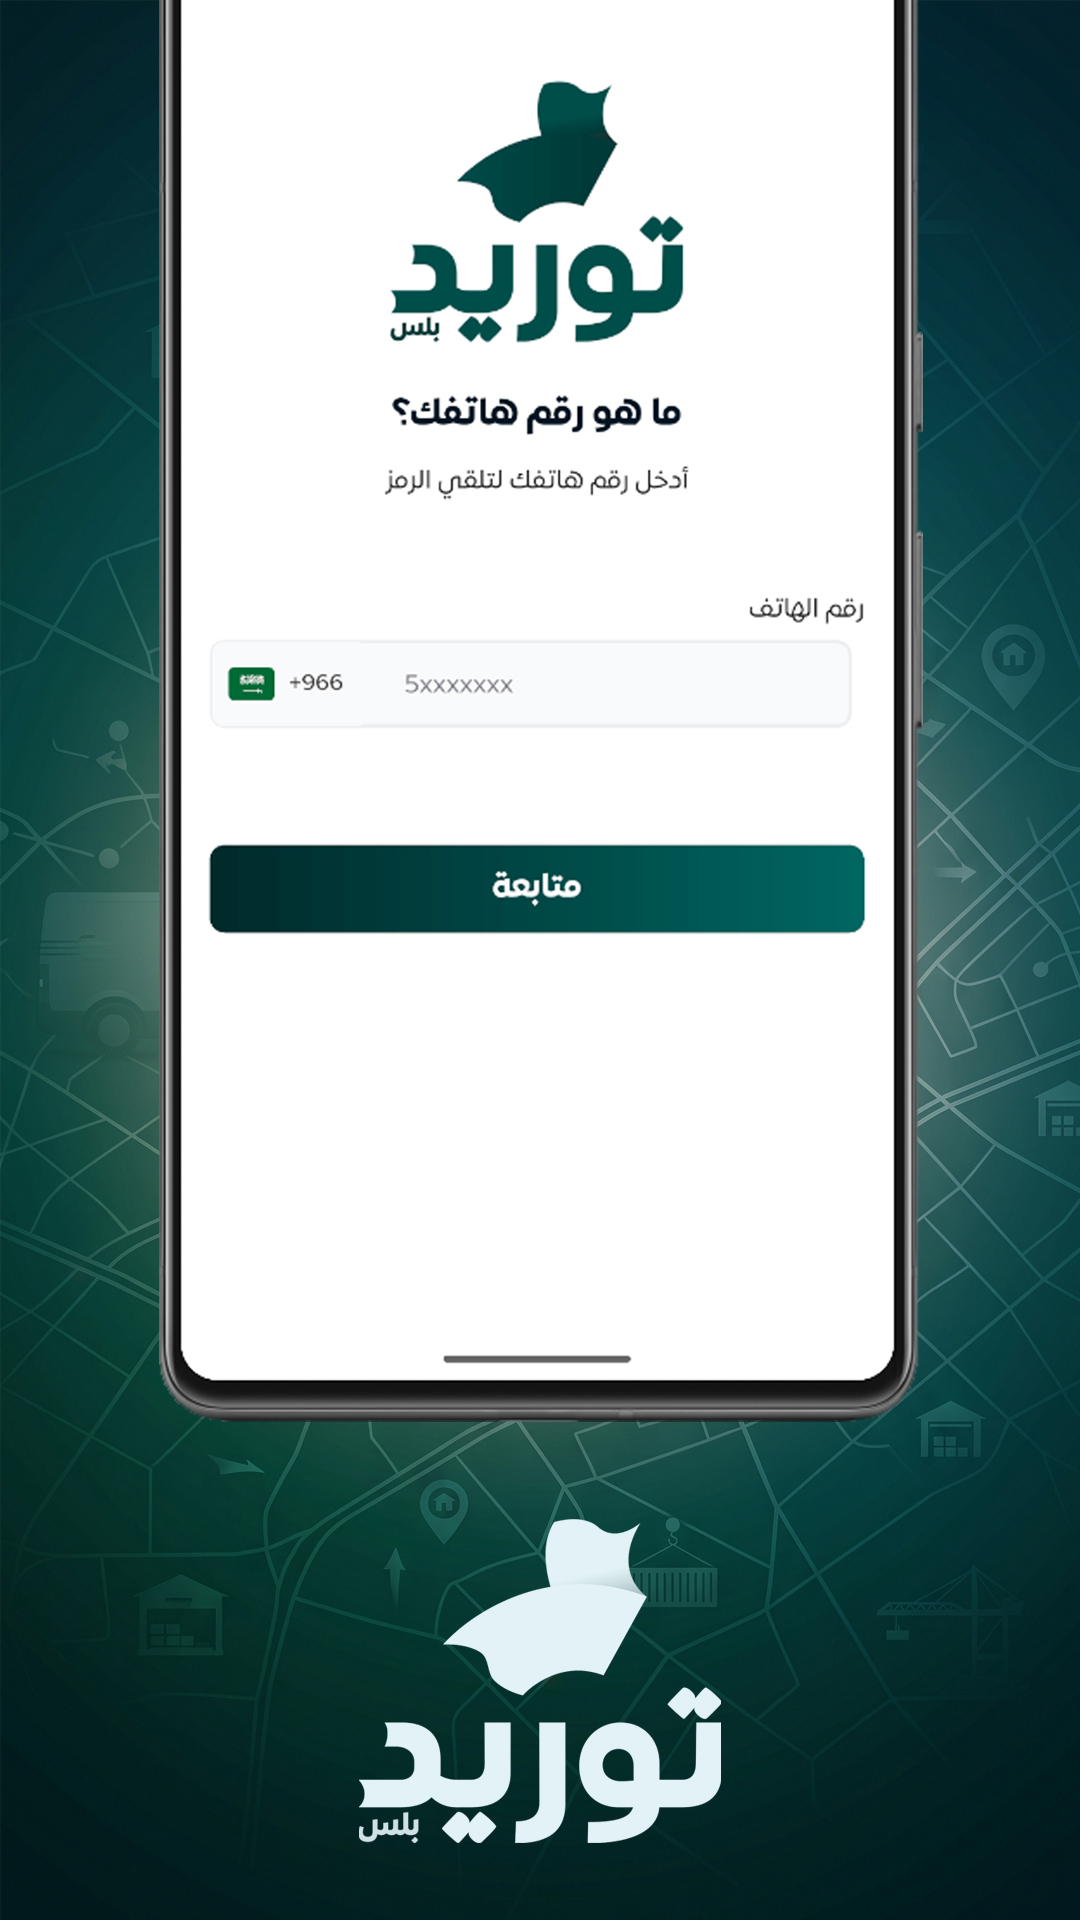 توريد
بلس
ما هو رقم هاتفك؟
أدخل رقم هاتفك لتلقي الرمز
رقم الهاتف
+966 5xxxxxxx
متابعة
توريد
بلس